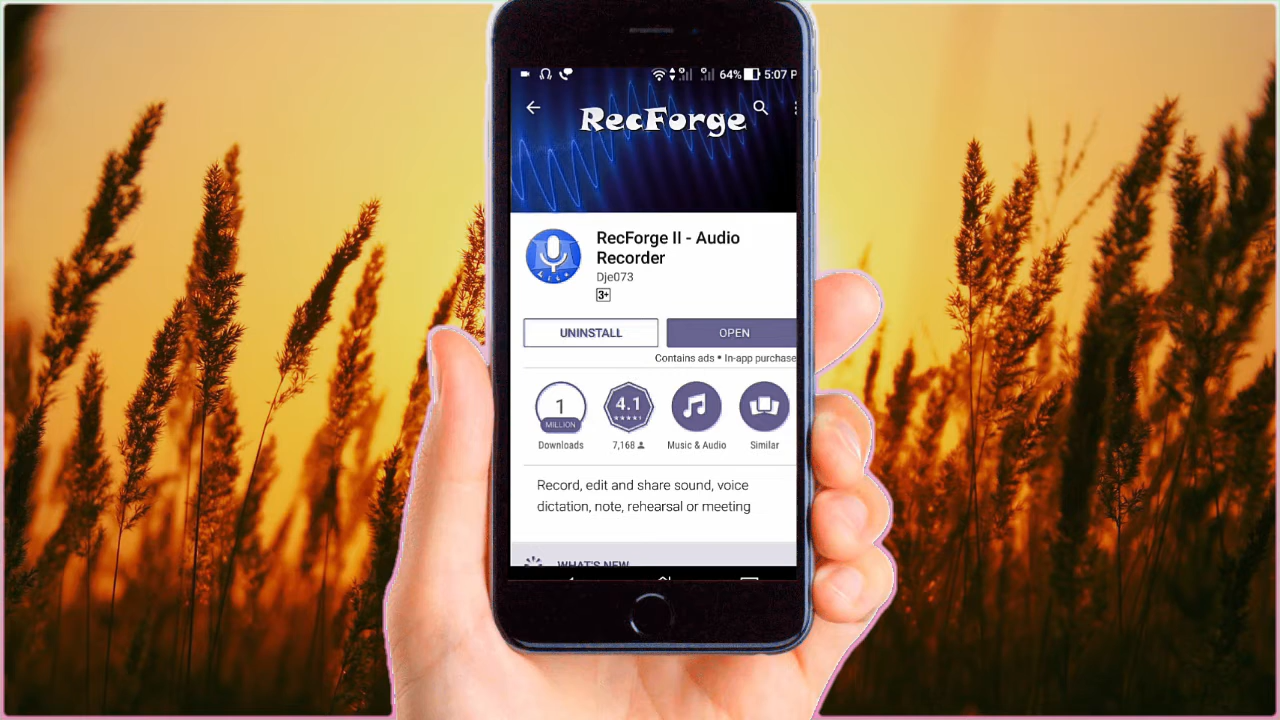 64% 5:07 P
RecForge
RecForge II - Audio
Recorder
Dje073
3+
UNINSTALL
OPEN
Contains ads • In-app purchase
1
MILLION
4.1
Downloads
7,168
Music & Audio
Similar
Record, edit and share sound, voice
dictation, note, rehearsal or meeting
WHAT'S NEW